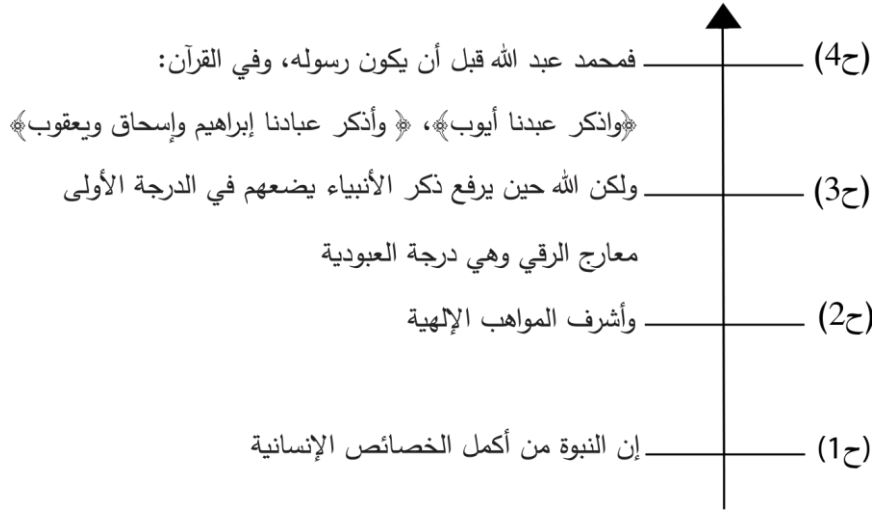 (ح4) فمحمد عبد الله قبل أن يكون رسوله، وفي القرآن:
﴿واذكر عبدنا أيوب﴾، ﴿ وأذكر عبادنا إبراهيم وإسحاق ويعقوب﴾
(ح3) ولكن الله حين يرفع ذكر الأنبياء يضعهم في الدرجة الأولى
معارج الرقي وهي درجة العبودية
(ح2) وأشرف المواهب الإلهية
(ح1) إن النبوة من أكمل الخصائص الإنسانية